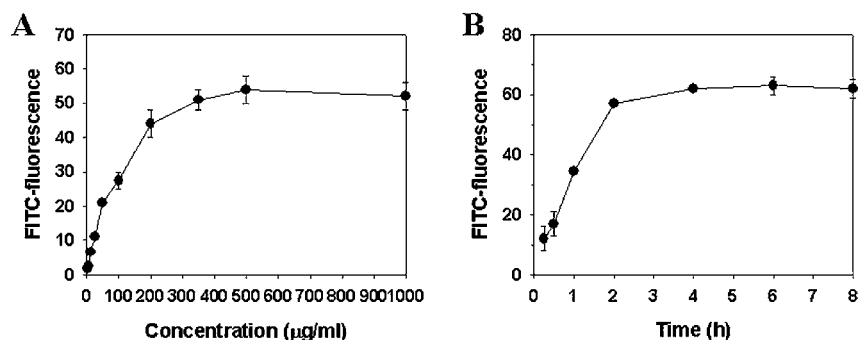 A
FITC-fluorescence
70
60
50
40
30
20
10
0
0 100 200 300 400 500 600 700 800 900 1000
Concentration (µg/ml)
B
FITC-fluorescence
80
60
40
20
0
0 1 2 3 4 5 6 7 8
Time (h)